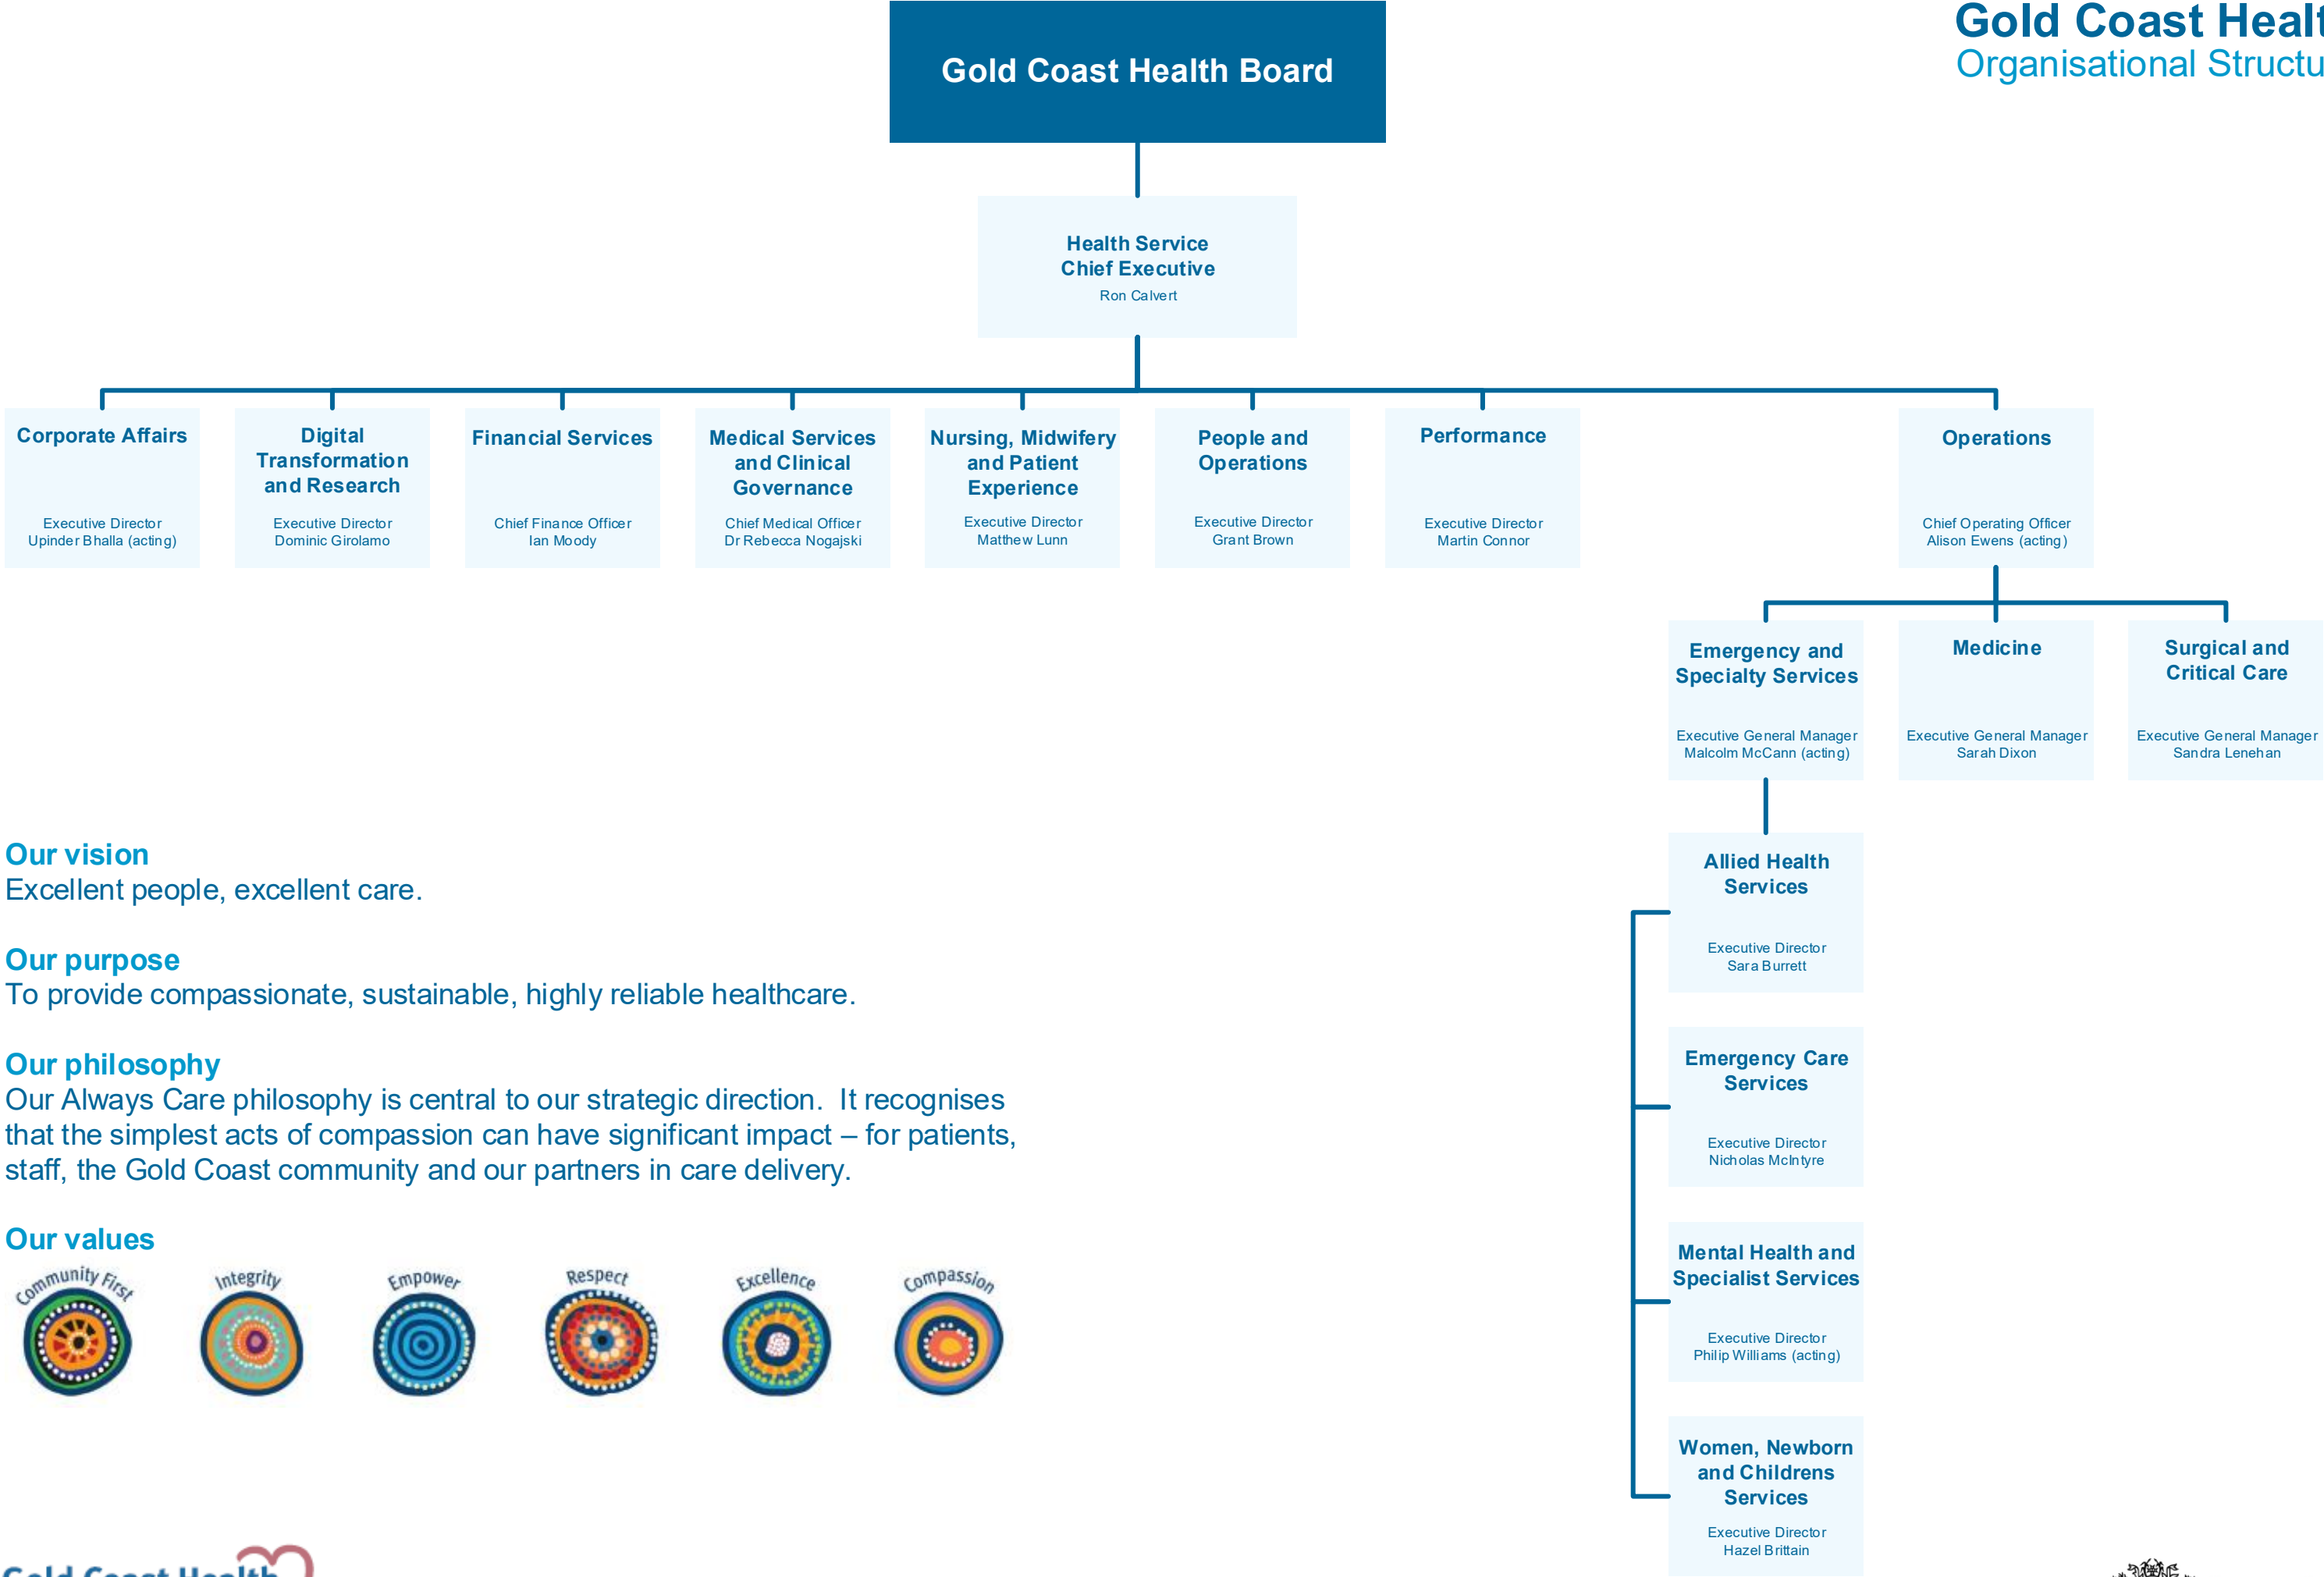 Gold Coast Healt
Organisational Structu
Gold Coast Health Board
Health Service
Chief Executive
Ron Calvert
Corporate Affairs
Executive Director
Upinder Bhalla (acting)
Digital
Transformation
and Research
Executive Director
Dominic Girolamo
Financial Services
Chief Finance Officer
Ian Moody
Medical Services
and Clinical
Governance
Chief Medical Officer
Dr Rebecca Nogajski
Nursing, Midwifery
and Patient
Experience
Executive Director
Matthew Lunn
People and
Operations
Executive Director
Grant Brown
Performance
Executive Director
Martin Connor
Operations
Chief Operating Officer
Alison Ewens (acting)
Emergency and
Specialty Services
Executive General Manager
Malcolm McCann (acting)
Medicine
Executive General Manager
Sarah Dixon
Surgical and
Critical Care
Executive General Manager
Sandra Lenehan
Allied Health
Services
Executive Director
Sara Burrett
Emergency Care
Services
Executive Director
Nicholas McIntyre
Mental Health and
Specialist Services
Executive Director
Philip Williams (acting)
Women, Newborn
and Childrens
Services
Executive Director
Hazel Brittain
Our vision
Excellent people, excellent care.
Our purpose
To provide compassionate, sustainable, highly reliable healthcare.
Our philosophy
Our Always Care philosophy is central to our strategic direction.  It recognises
that the simplest acts of compassion can have significant impact – for patients,
staff, the Gold Coast community and our partners in care delivery.
Our values
Community First
Integrity
Empower
Respect
Excellence
Compassion
Gold Coast Health